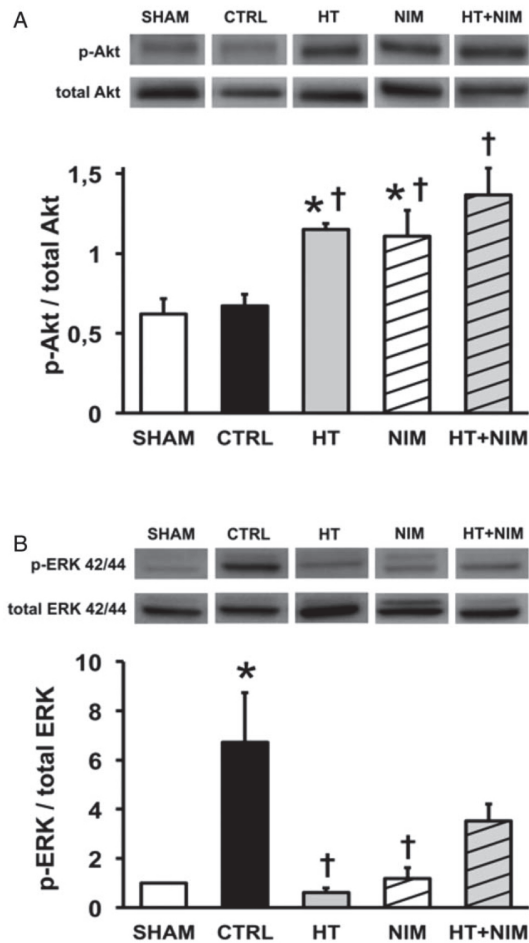 A
SHAM CTRL HT NIM HT+NIM
p-Akt
total Akt
p-Akt / total Akt
1,5
1
0,5
0
* †
* †
†
SHAM CTRL HT NIM HT+NIM
B
SHAM CTRL HT NIM HT+NIM
p-ERK 42/44
total ERK 42/44
p-ERK / total ERK
10
8
6
4
2
0
*
†
†
SHAM CTRL HT NIM HT+NIM